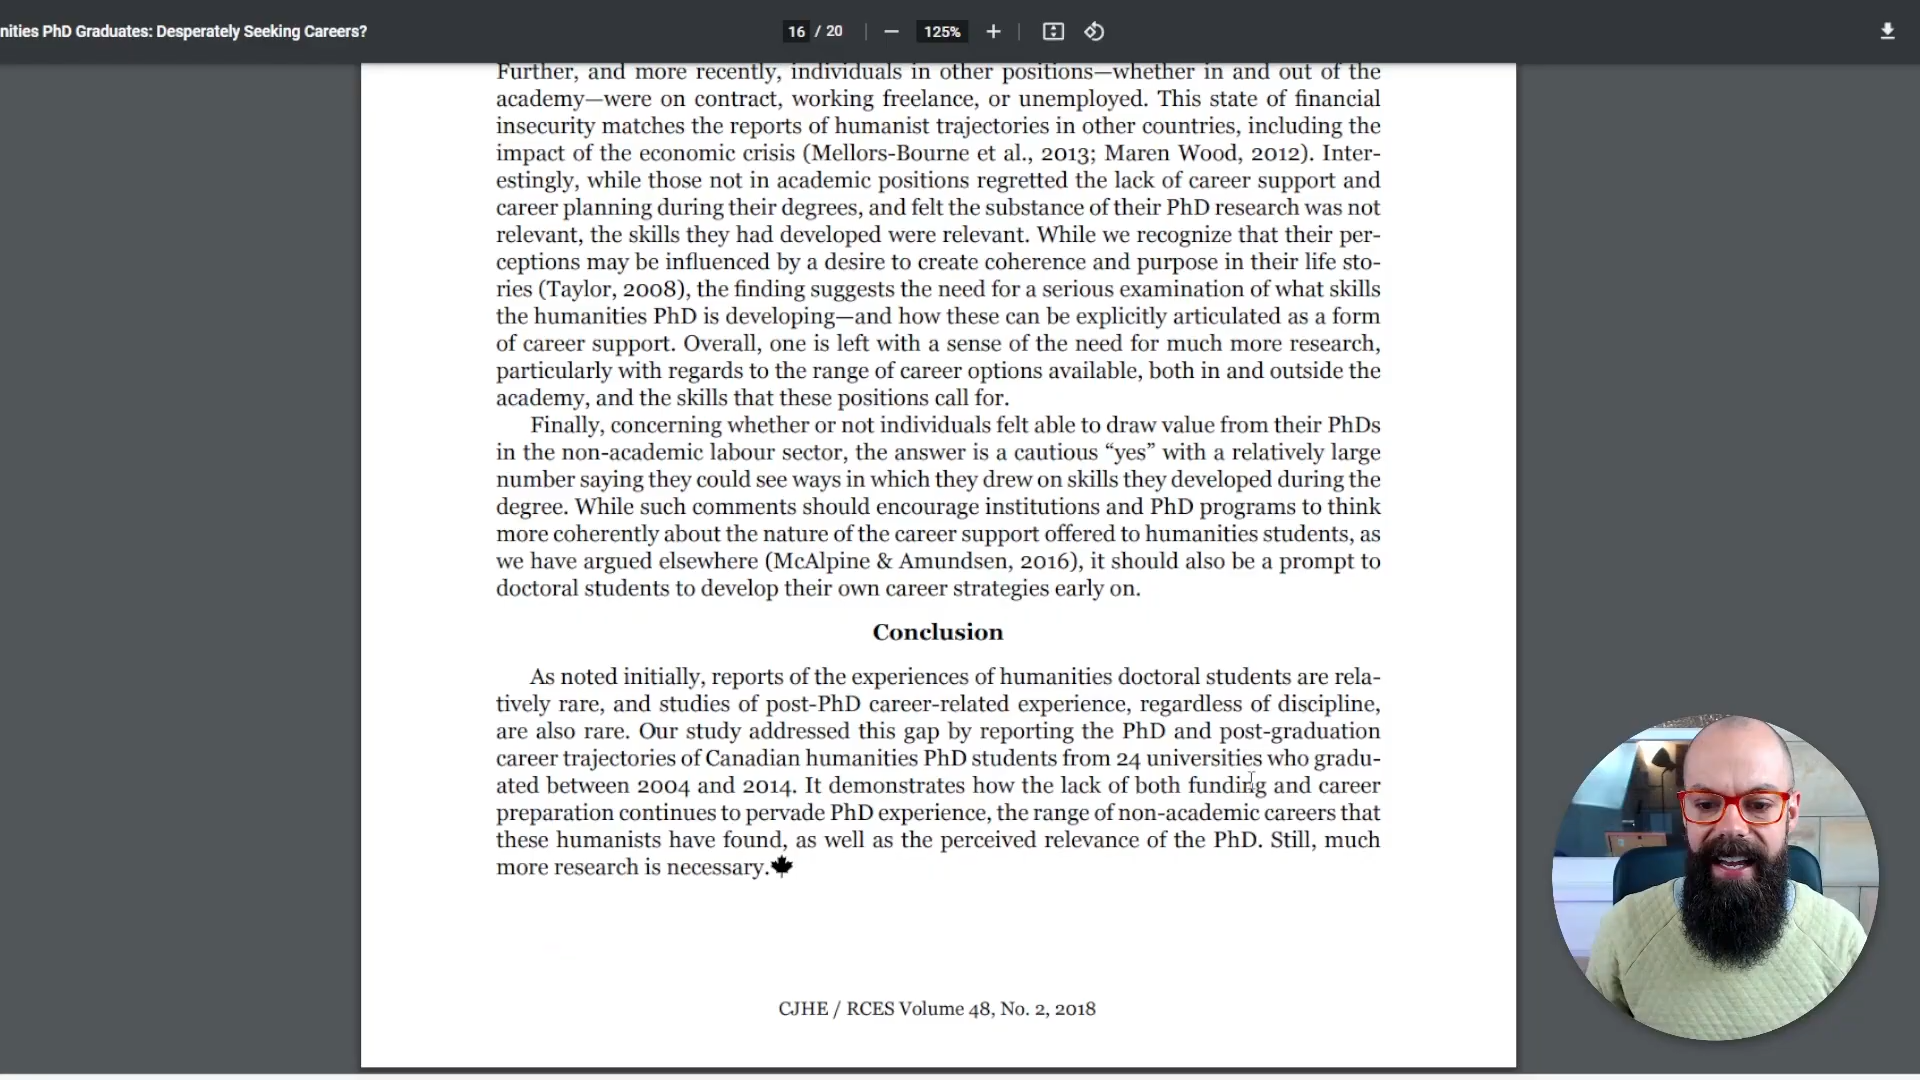 nities PhD Graduates: Desperately Seeking Careers?
16 / 20
125%
Further, and more recently, individuals in other positions—whether in and out of the
academy—were on contract, working freelance, or unemployed. This state of financial
insecurity matches the reports of humanist trajectories in other countries, including the
impact of the economic crisis (Mellors-Bourne et al., 2013; Maren Wood, 2012). Inter-
estingly, while those not in academic positions regretted the lack of career support and
career planning during their degrees, and felt the substance of their PhD research was not
relevant, the skills they had developed were relevant. While we recognize that their per-
ceptions may be influenced by a desire to create coherence and purpose in their life sto-
ries (Taylor, 2008), the finding suggests the need for a serious examination of what skills
the humanities PhD is developing—and how these can be explicitly articulated as a form
of career support. Overall, one is left with a sense of the need for much more research,
particularly with regards to the range of career options available, both in and outside the
academy, and the skills that these positions call for.
Finally, concerning whether or not individuals felt able to draw value from their PhDs
in the non-academic labour sector, the answer is a cautious “yes” with a relatively large
number saying they could see ways in which they drew on skills they developed during the
degree. While such comments should encourage institutions and PhD programs to think
more coherently about the nature of the career support offered to humanities students, as
we have argued elsewhere (McAlpine & Amundsen, 2016), it should also be a prompt to
doctoral students to develop their own career strategies early on.
Conclusion
As noted initially, reports of the experiences of humanities doctoral students are rela-
tively rare, and studies of post-PhD career-related experience, regardless of discipline,
are also rare. Our study addressed this gap by reporting the PhD and post-graduation
career trajectories of Canadian humanities PhD students from 24 universities who gradu-
ated between 2004 and 2014. It demonstrates how the lack of both funding and career
preparation continues to pervade PhD experience, the range of non-academic careers that
these humanists have found, as well as the perceived relevance of the PhD. Still, much
more research is necessary.
CJHE / RCES Volume 48, No. 2, 2018